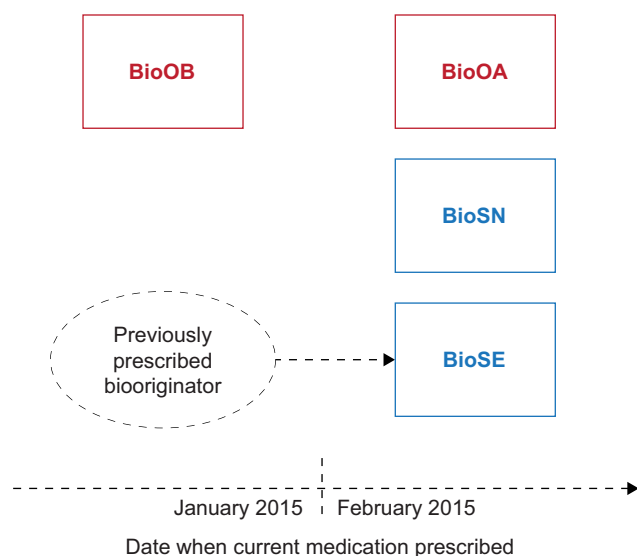 BioOB
BioOA
BioSN
Previously
prescribed
biooriginator
BioSE
January 2015
February 2015
Date when current medication prescribed